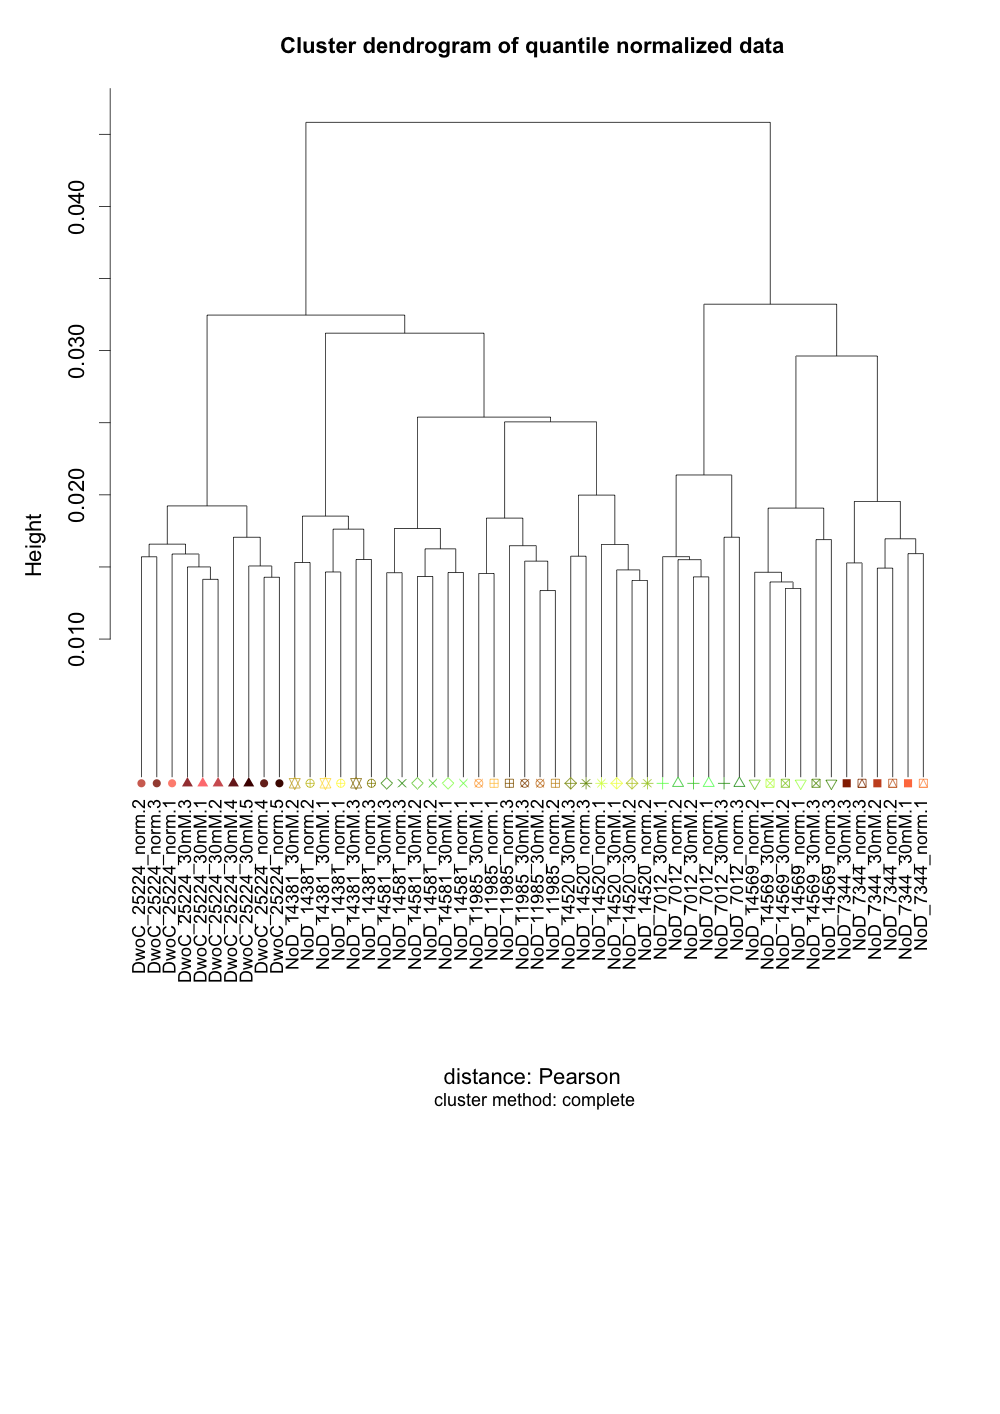 Cluster dendrogram of quantile normalized data
Height
0.040
0.030
0.020
0.010
DwoC_25224_norm.2
DwoC_25224_norm.3
DwoC_25224_norm.1
DwoC_25224_30mM.3
DwoC_25224_30mM.1
DwoC_25224_30mM.2
DwoC_25224_30mM.4
DwoC_25224_30mM.5
DwoC_25224_norm.4
DwoC_25224_norm.5
NoD_14381_30mM.2
NoD_14381_norm.2
NoD_14381_30mM.1
NoD_14381_norm.1
NoD_14381_30mM.3
NoD_14381_norm.3
NoD_14581_30mM.3
NoD_14581_norm.3
NoD_14581_30mM.2
NoD_14581_norm.2
NoD_14581_30mM.1
NoD_14581_norm.1
NoD_11985_30mM.1
NoD_11985_norm.1
NoD_11985_norm.3
NoD_11985_30mM.3
NoD_11985_30mM.2
NoD_11985_norm.2
NoD_14520_30mM.3
NoD_14520_norm.3
NoD_14520_norm.1
NoD_14520_30mM.1
NoD_14520_30mM.2
NoD_14520_norm.2
NoD_7012_30mM.1
NoD_7012_norm.2
NoD_7012_30mM.2
NoD_7012_norm.1
NoD_7012_30mM.3
NoD_7012_norm.3
NoD_14569_norm.2
NoD_14569_30mM.1
NoD_14569_30mM.2
NoD_14569_norm.1
NoD_14569_30mM.3
NoD_14569_norm.3
NoD_7344_30mM.3
NoD_7344_norm.3
NoD_7344_30mM.2
NoD_7344_norm.2
NoD_7344_30mM.1
NoD_7344_norm.1
distance: Pearson
cluster method: complete